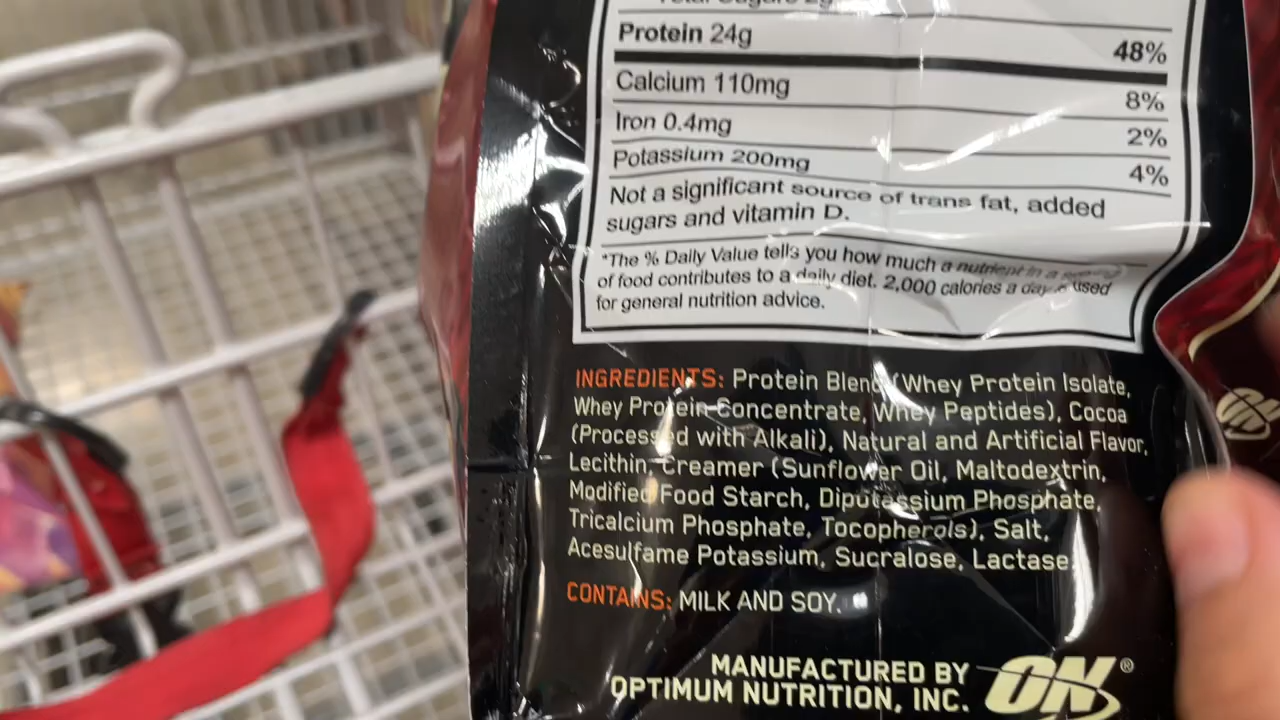 Total Sugars 2g
Protein 24g 48%
Calcium 110mg 8%
Iron 0.4mg 2%
Potassium 200mg 4%
Not a significant source of trans fat, added
sugars and vitamin D.
*The % Daily Value tells you how much a nutrient in a serving
of food contributes to a daily diet. 2,000 calories a day is used
for general nutrition advice.
INGREDIENTS: Protein Blend (Whey Protein Isolate,
Whey Protein Concentrate, Whey Peptides), Cocoa
(Processed with Alkali), Natural and Artificial Flavor,
Lecithin, Creamer (Sunflower Oil, Maltodextrin,
Modified Food Starch, Dipotassium Phosphate,
Tricalcium Phosphate, Tocopherols), Salt,
Acesulfame Potassium, Sucralose, Lactase.
CONTAINS: MILK AND SOY.
MANUFACTURED BY
OPTIMUM NUTRITION, INC.
ON®
ON